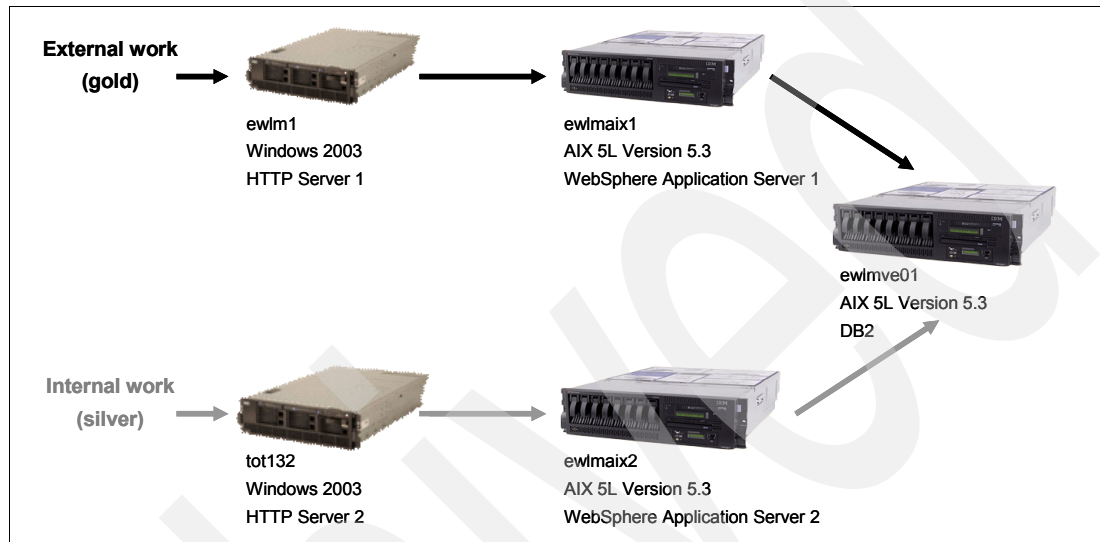 External work
(gold)
ewlm1
Windows 2003
HTTP Server 1
ewlmaix1
AIX 5L Version 5.3
WebSphere Application Server 1
ewlmve01
AIX 5L Version 5.3
DB2
Internal work
(silver)
tot132
Windows 2003
HTTP Server 2
ewlmaix2
AIX 5L Version 5.3
WebSphere Application Server 2